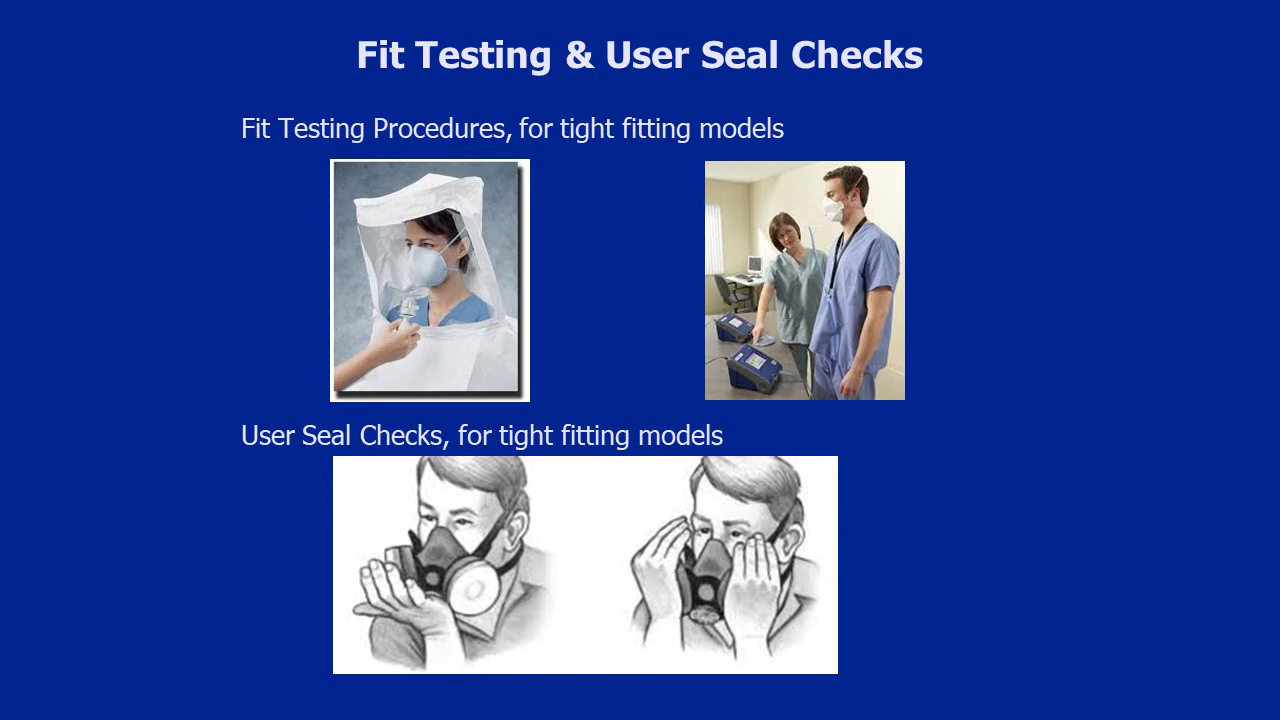 Fit Testing & User Seal Checks
Fit Testing Procedures, for tight fitting models
User Seal Checks, for tight fitting models